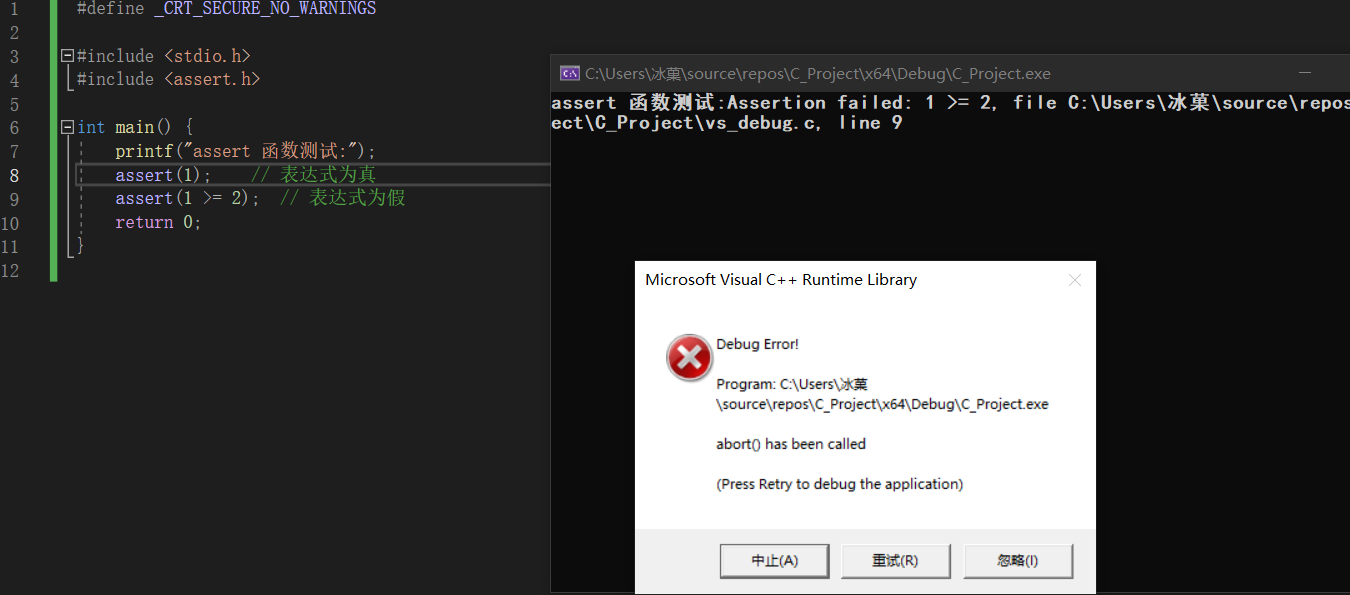 1 #define _CRT_SECURE_NO_WARNINGS
2
3 #include <stdio.h>
4 #include <assert.h>
5
6 int main() {
7 printf("assert 函数测试:");
8 assert(1); // 表达式为真
9 assert(1 >= 2); // 表达式为假
10 return 0;
11 }
12
C:\Users\冰菓\source\repos\C_Project\x64\Debug\C_Project.exe
assert 函数测试:Assertion failed: 1 >= 2, file C:\Users\冰菓\source\repos
ect\C_Project\vs_debug.c, line 9
Microsoft Visual C++ Runtime Library
Debug Error!
Program: C:\Users\冰菓
\source\repos\C_Project\x64\Debug\C_Project.exe
abort() has been called
(Press Retry to debug the application)
中止(A) 重试(R) 忽略(I)